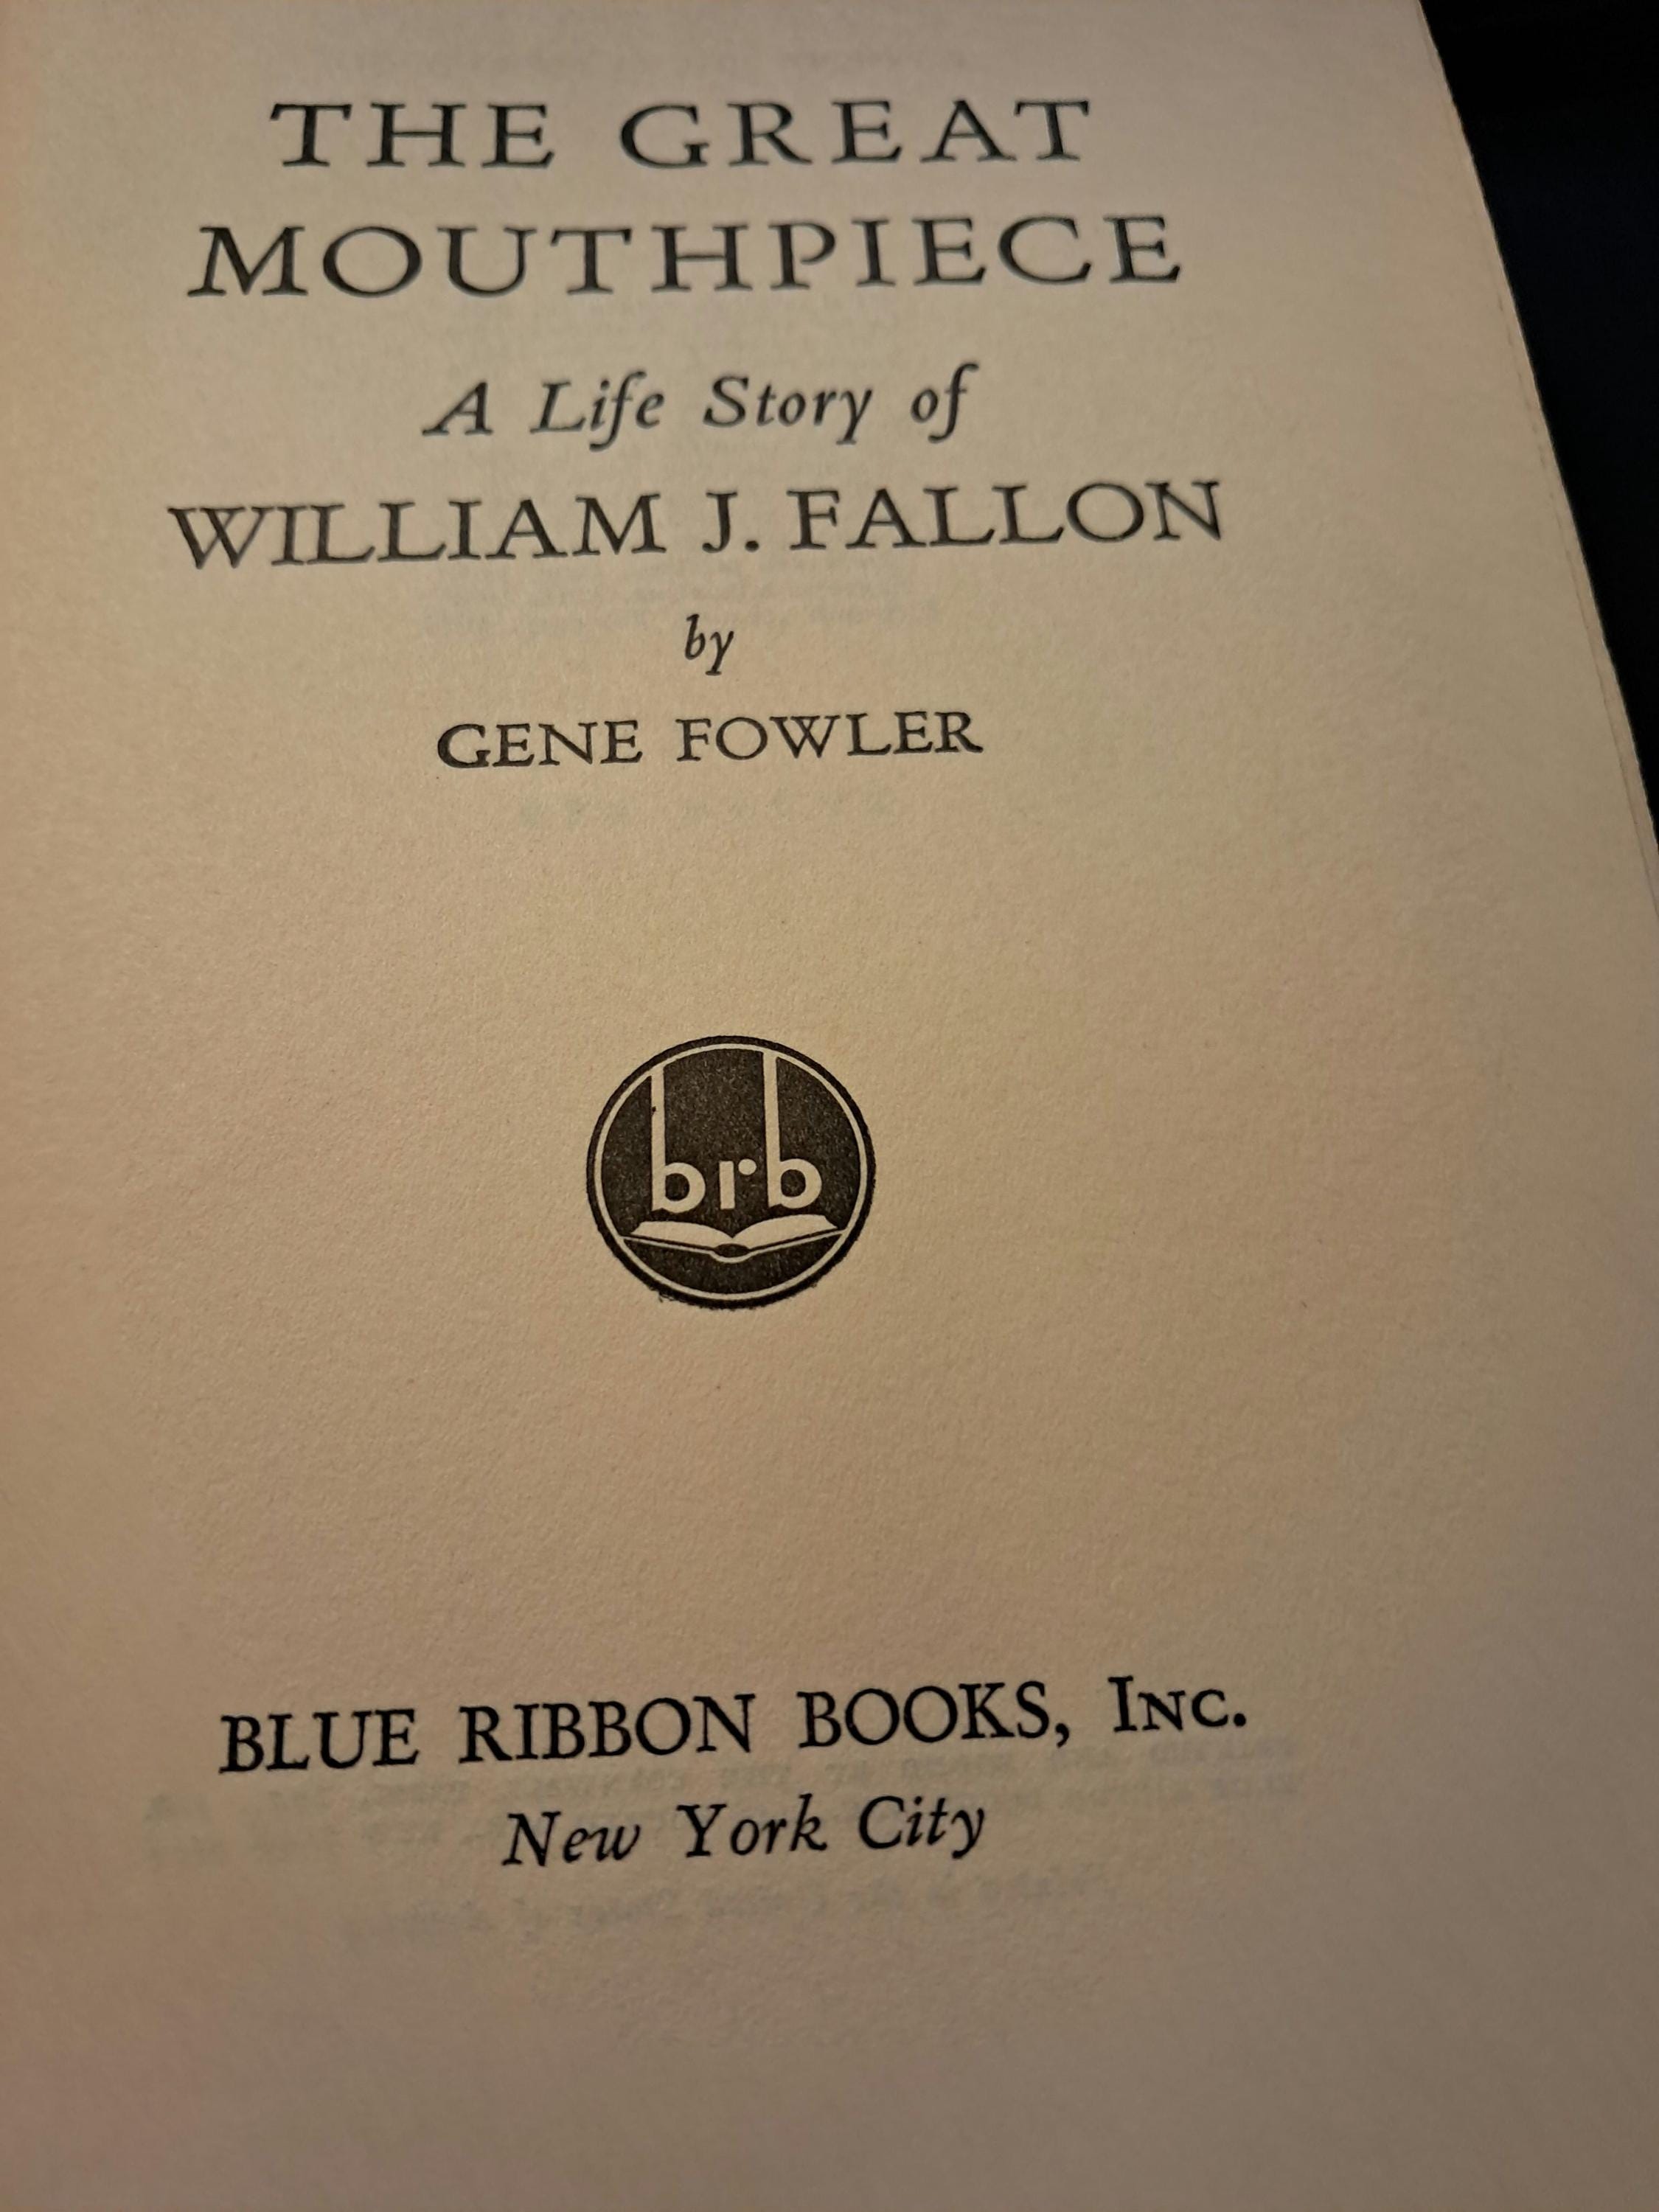 THE GREAT
MOUTHPIECE
A Life Story of
WILLIAM J. FALLON
by
GENE FOWLER
brb
BLUE RIBBON BOOKS, INC.
New York City